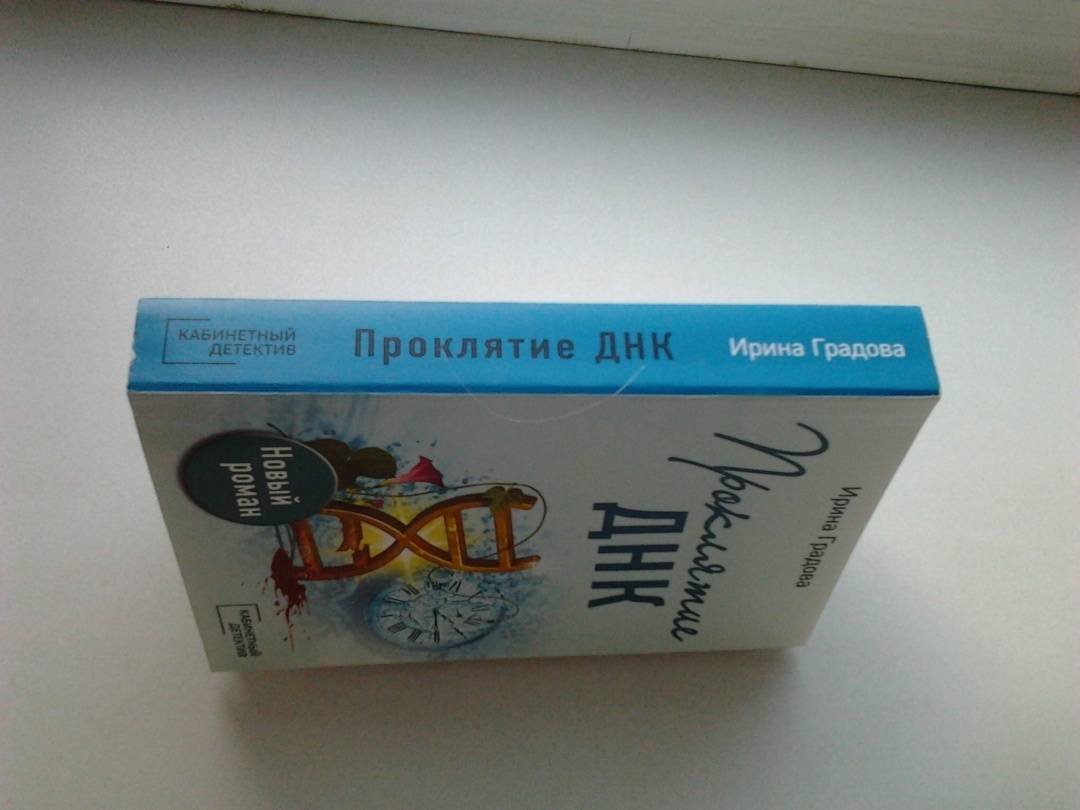 КАБИНЕТНЫЙ
ДЕТЕКТИВ
Проклятие ДНК
Ирина Градова
Ирина Градова
Проклятие
ДНК
Новый
роман
КАБИНЕТНЫЙ
ДЕТЕКТИВ